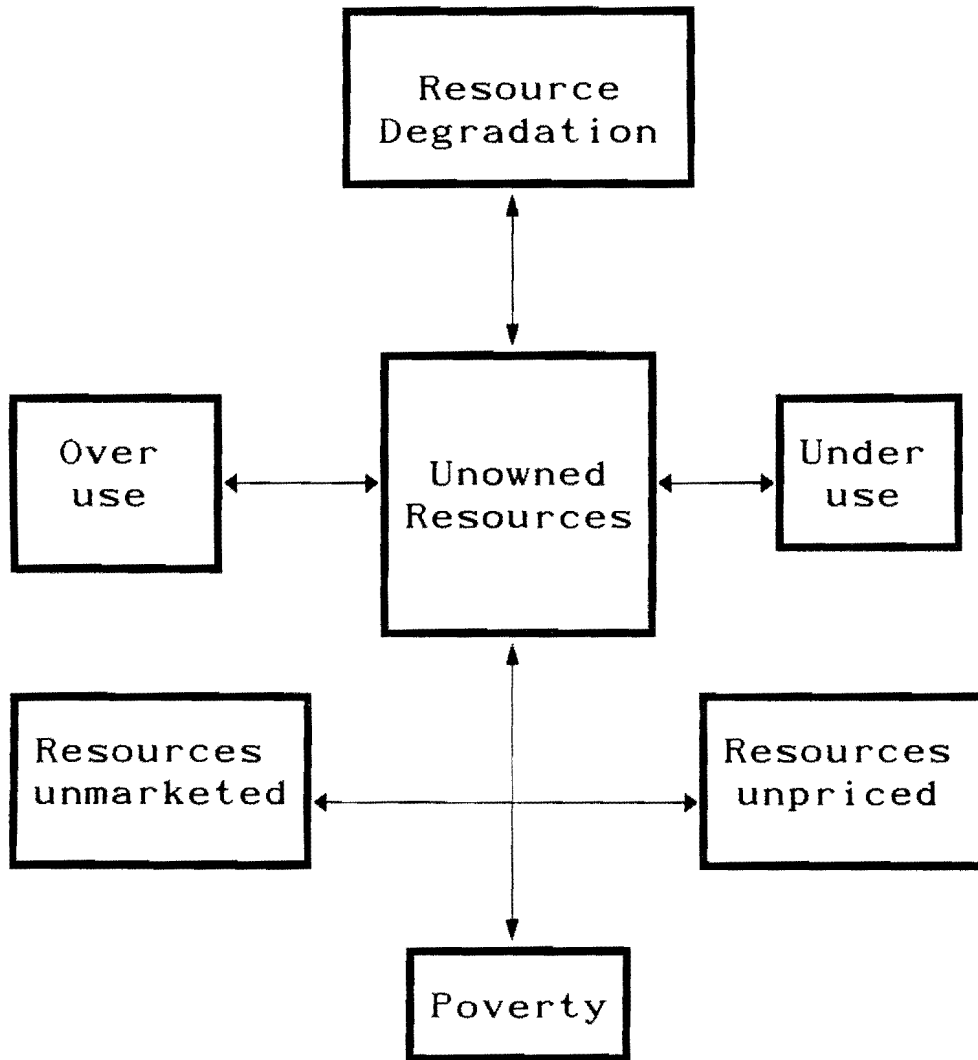 Resource
Degradation
Over
use
Unowned
Resources
Under
use
Resources
unmarketed
Resources
unpriced
Poverty